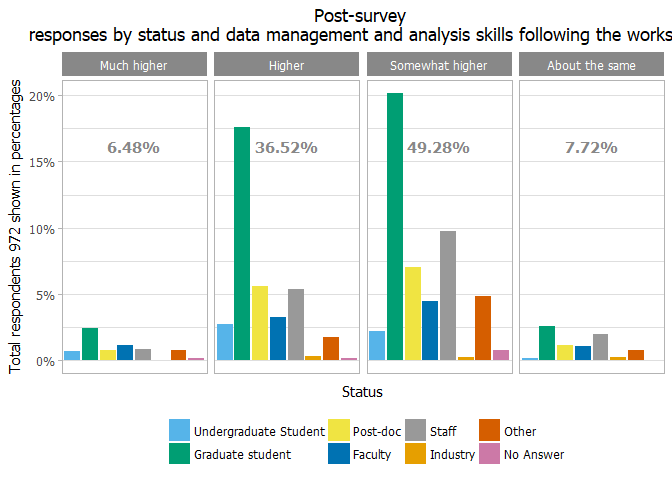 Post-survey
responses by status and data management and analysis skills following the works
Much higher
Higher
Somewhat higher
About the same
Total respondents 972 shown in percentages
20%
15%
10%
5%
0%
6.48%
36.52%
49.28%
7.72%
Status
Undergraduate Student
Post-doc
Staff
Other
Graduate student
Faculty
Industry
No Answer